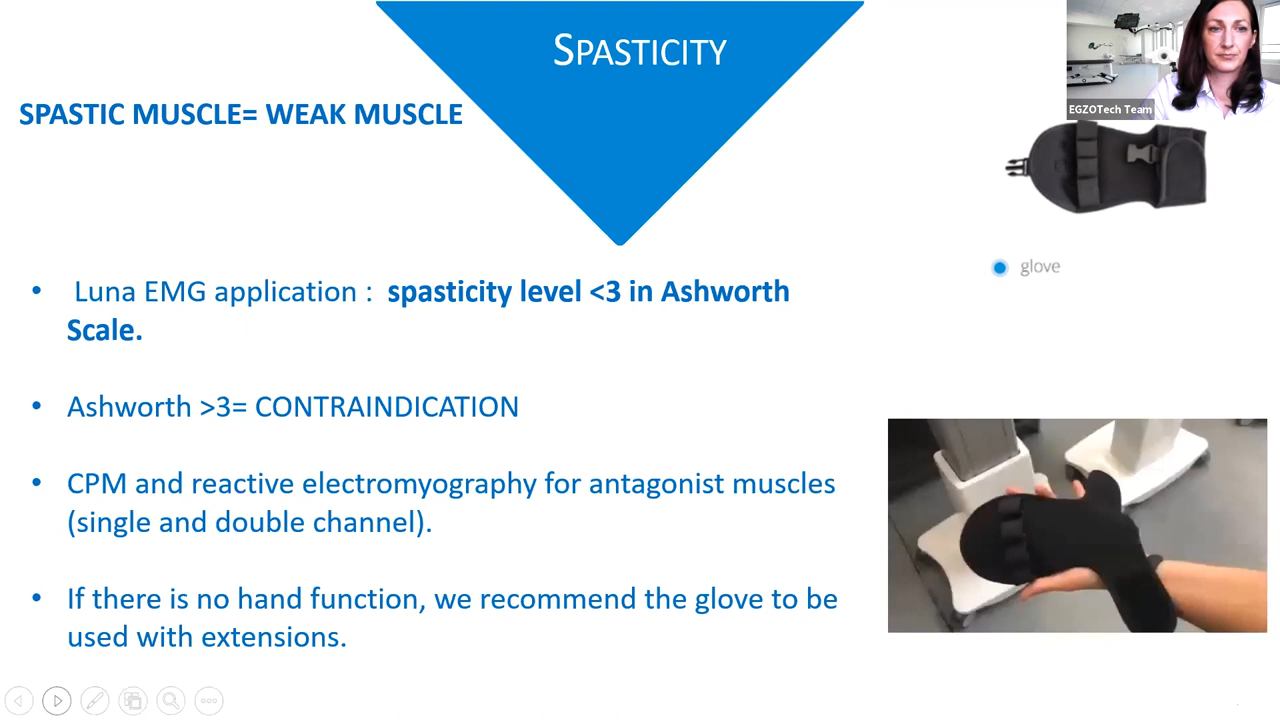 SPASTICITY
SPASTIC MUSCLE= WEAK MUSCLE
EGZOTech Team
glove
• Luna EMG application : spasticity level <3 in Ashworth
Scale.
• Ashworth >3= CONTRAINDICATION
• CPM and reactive electromyography for antagonist muscles
(single and double channel).
• If there is no hand function, we recommend the glove to be
used with extensions.